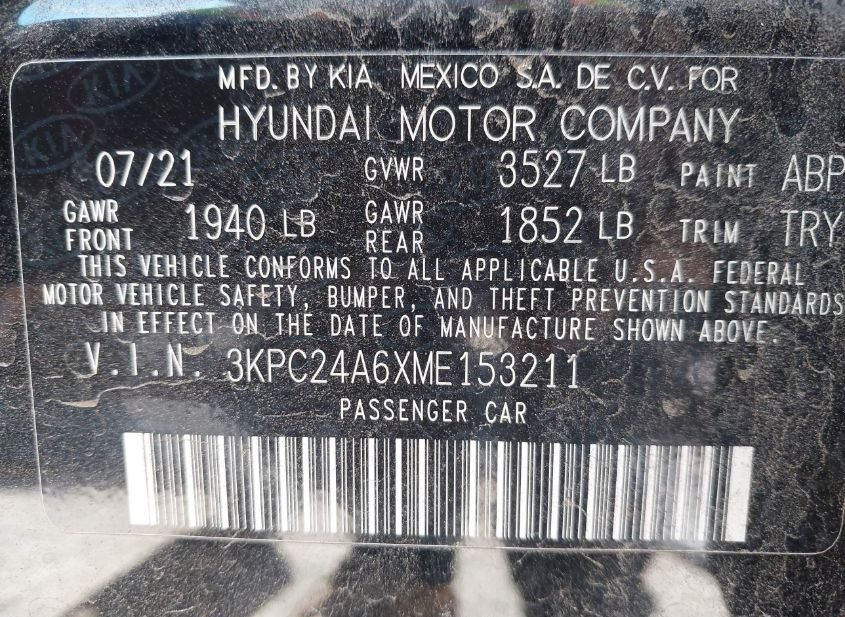 MFD. BY KIA MEXICO S.A. DE C.V. FOR
HYUNDAI MOTOR COMPANY
07/21 GVWR 3527 LB PAINT ABP
GAWR FRONT 1940 LB GAWR REAR 1852 LB TRIM TRY
THIS VEHICLE CONFORMS TO ALL APPLICABLE U.S.A. FEDERAL
MOTOR VEHICLE SAFETY, BUMPER, AND THEFT PREVENTION STANDARDS
IN EFFECT ON THE DATE OF MANUFACTURE SHOWN ABOVE.
V.I.N. 3KPC24A6XME153211
PASSENGER CAR
KIA
KIA